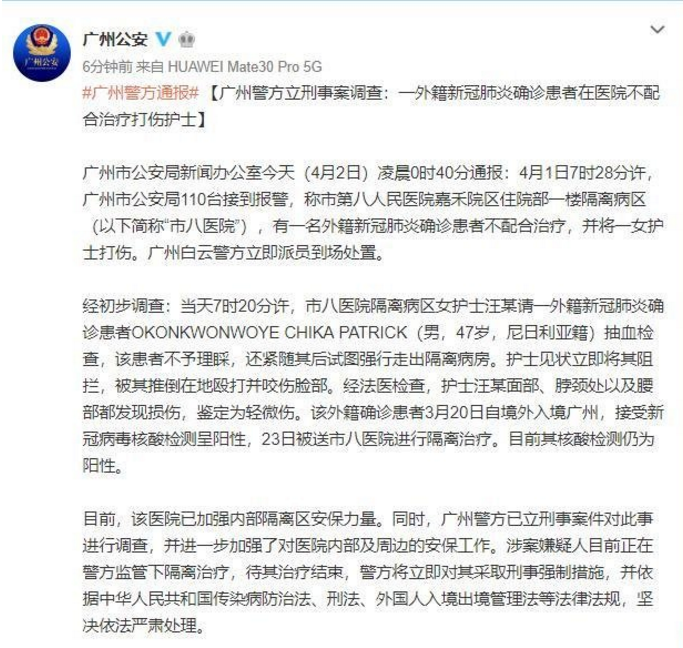 广州公安
广州公安
6分钟前 来自 HUAWEI Mate30 Pro 5G
#广州警方通报# 【广州警方立刑事案调查：一外籍新冠肺炎确诊患者在医院不配
合治疗打伤护士】
广州市公安局新闻办公室今天（4月2日）凌晨0时40分通报：4月1日7时28分许，
广州市公安局110台接到报警，称市第八人民医院嘉禾院区住院部一楼隔离病区
（以下简称“市八医院”），有一名外籍新冠肺炎确诊患者不配合治疗，并将一女护
士打伤。广州白云警方立即派员到场处置。
经初步调查：当天7时20分许，市八医院隔离病区女护士汪某请一外籍新冠肺炎确
诊患者OKONKWONWOYE CHIKA PATRICK（男，47岁，尼日利亚籍）抽血检
查，该患者不予理睬，还紧随其后试图强行走出隔离病房。护士见状立即将其阻
拦，被其推倒在地殴打并咬伤脸部。经法医检查，护士汪某面部、脖颈处以及腰
部都发现损伤，鉴定为轻微伤。该外籍确诊患者3月20日自境外入境广州，接受新
冠病毒核酸检测呈阳性，23日被送市八医院进行隔离治疗。目前其核酸检测仍为
阳性。
目前，该医院已加强内部隔离区安保力量。同时，广州警方已立刑事案件对此事
进行调查，并进一步加强了对医院内部及周边的安保工作。涉案嫌疑人目前正在
警方监管下隔离治疗，待其治疗结束，警方将立即对其采取刑事强制措施，并依
据中华人民共和国传染病防治法、刑法、外国人入境出境管理法等法律法规，坚
决依法严肃处理。